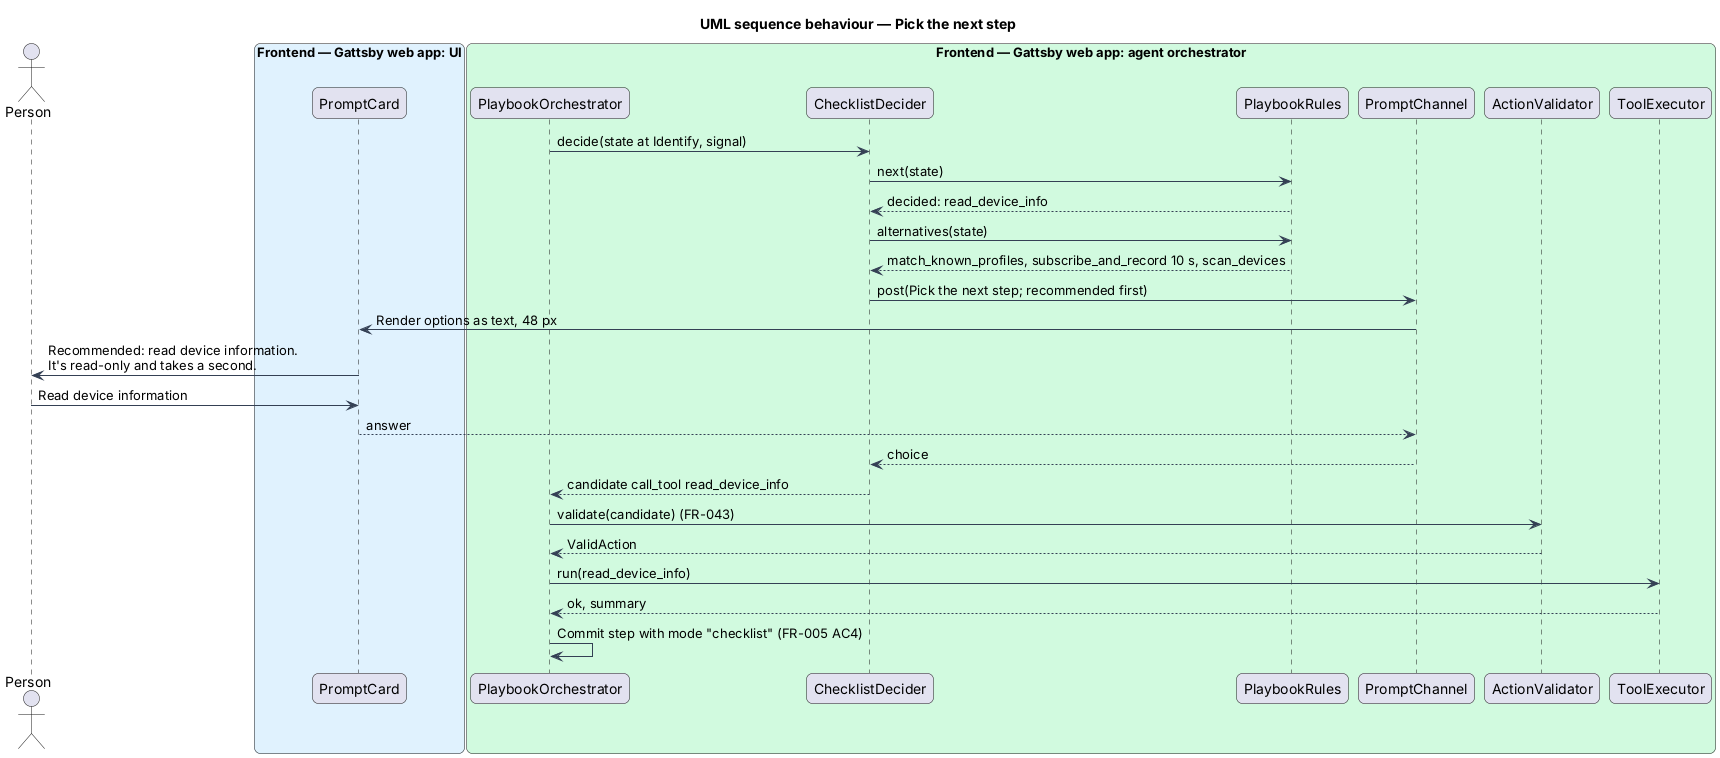 UML sequence behaviour — Pick the next step
Frontend — Gattsby web app: UI
Frontend — Gattsby web app: agent orchestrator
Person
PromptCard
PlaybookOrchestrator
ChecklistDecider
PlaybookRules
PromptChannel
ActionValidator
ToolExecutor
decide(state at Identify, signal)
next(state)
decided: read_device_info
alternatives(state)
match_known_profiles, subscribe_and_record 10 s, scan_devices
post(Pick the next step; recommended first)
Render options as text, 48 px
Recommended: read device information.
It's read-only and takes a second.
Read device information
answer
choice
candidate call_tool read_device_info
validate(candidate) (FR-043)
ValidAction
run(read_device_info)
ok, summary
Commit step with mode "checklist" (FR-005 AC4)
Person
PromptCard
PlaybookOrchestrator
ChecklistDecider
PlaybookRules
PromptChannel
ActionValidator
ToolExecutor